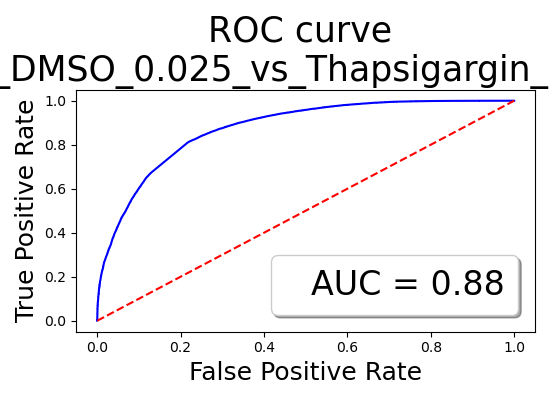 ROC curve
_DMSO_0.025_vs_Thapsigargin_
True Positive Rate
1.0
0.8
0.6
0.4
0.2
0.0
AUC = 0.88
0.0 0.2 0.4 0.6 0.8 1.0
False Positive Rate